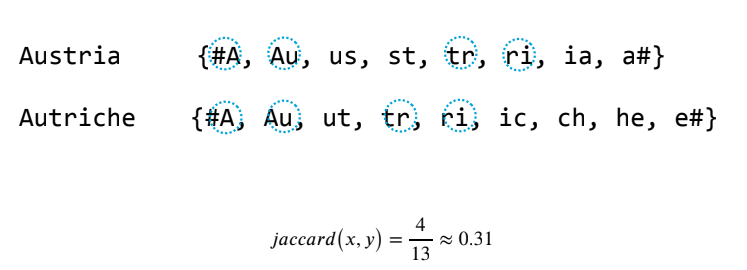 Austria {#A, Au, us, st, tr, ri, ia, a#}
Autriche {#A, Au, ut, tr, ri, ic, ch, he, e#}
jaccard(x, y) = 4/13 ≈ 0.31